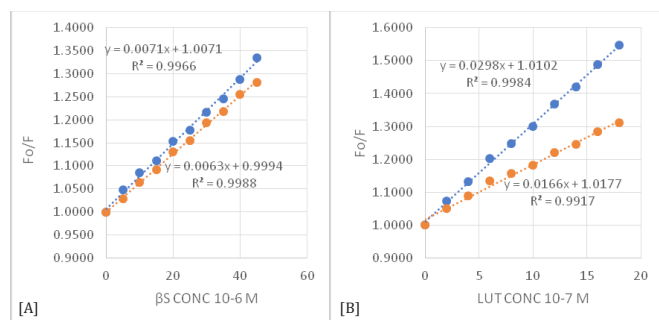 1.4000
1.3500
1.3000
1.2500
1.2000
1.1500
1.1000
1.0500
1.0000
0.9500
0.9000
Fo/F
y = 0.0071x + 1.0071
R² = 0.9966
y = 0.0063x + 0.9994
R² = 0.9988
0 20 40 60
[A] βS CONC 10-6 M
1.6000
1.5000
1.4000
1.3000
1.2000
1.1000
1.0000
0.9000
Fo/F
y = 0.0298x + 1.0102
R² = 0.9984
y = 0.0166x + 1.0177
R² = 0.9917
0 5 10 15 20
[B] LUT CONC 10-7 M